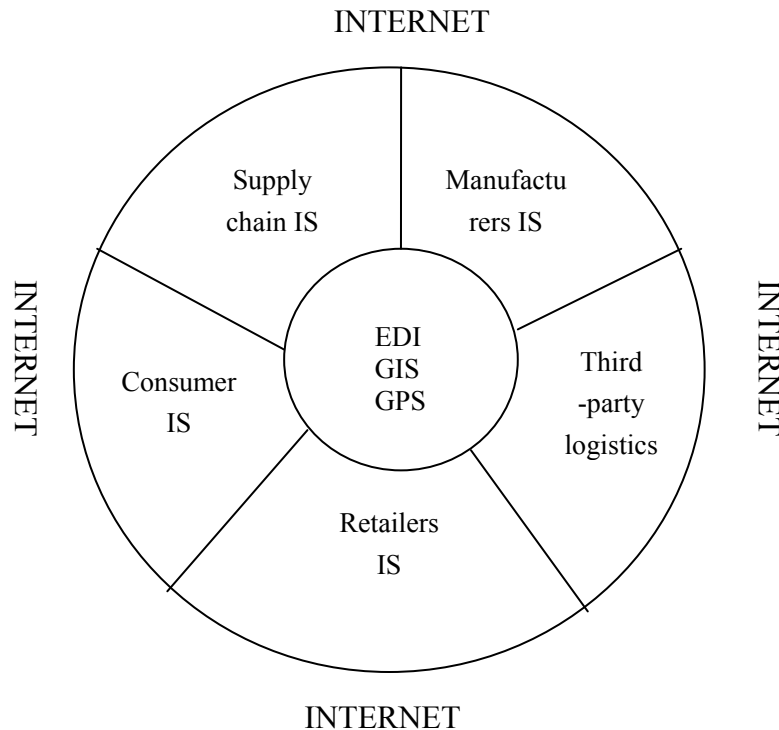 INTERNET
Supply
chain IS
Manufactu
rers IS
INTERNET
Consumer
IS
EDI
GIS
GPS
Third
-party
logistics
INTERNET
Retailers
IS
INTERNET